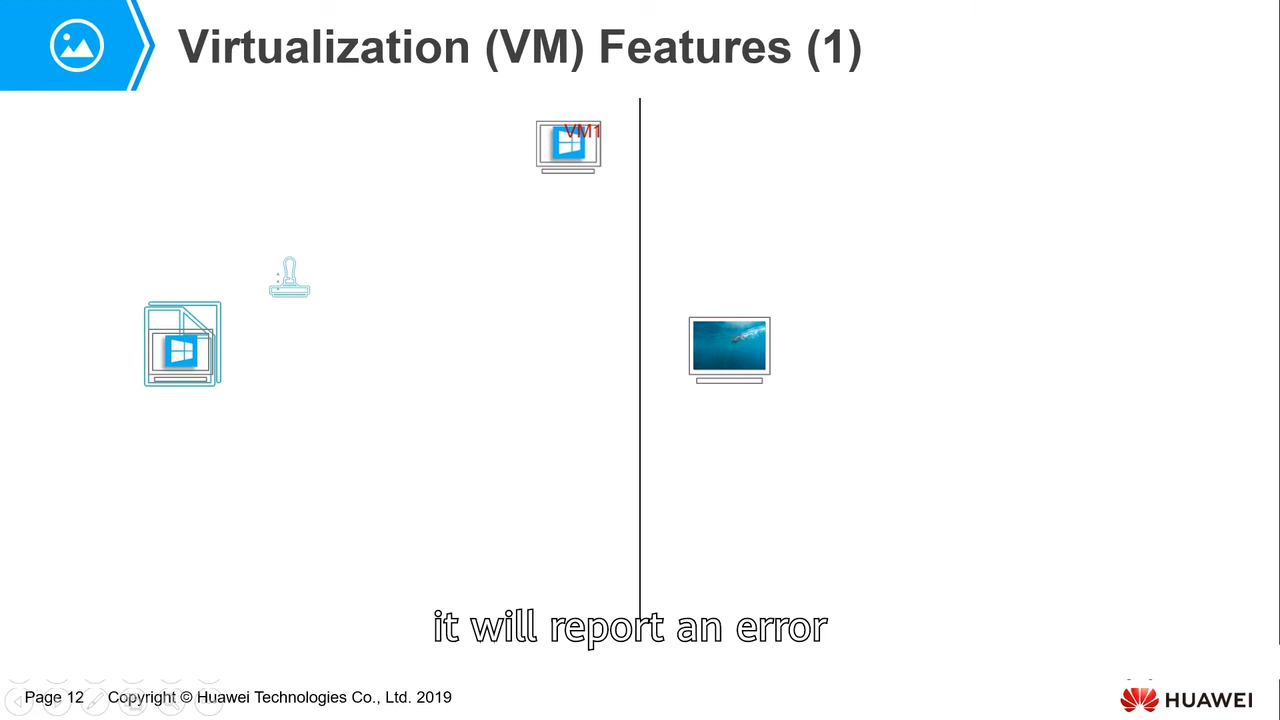 Virtualization (VM) Features (1)
VM1
it will report an error
Page 12 Copyright © Huawei Technologies Co., Ltd. 2019
HUAWEI